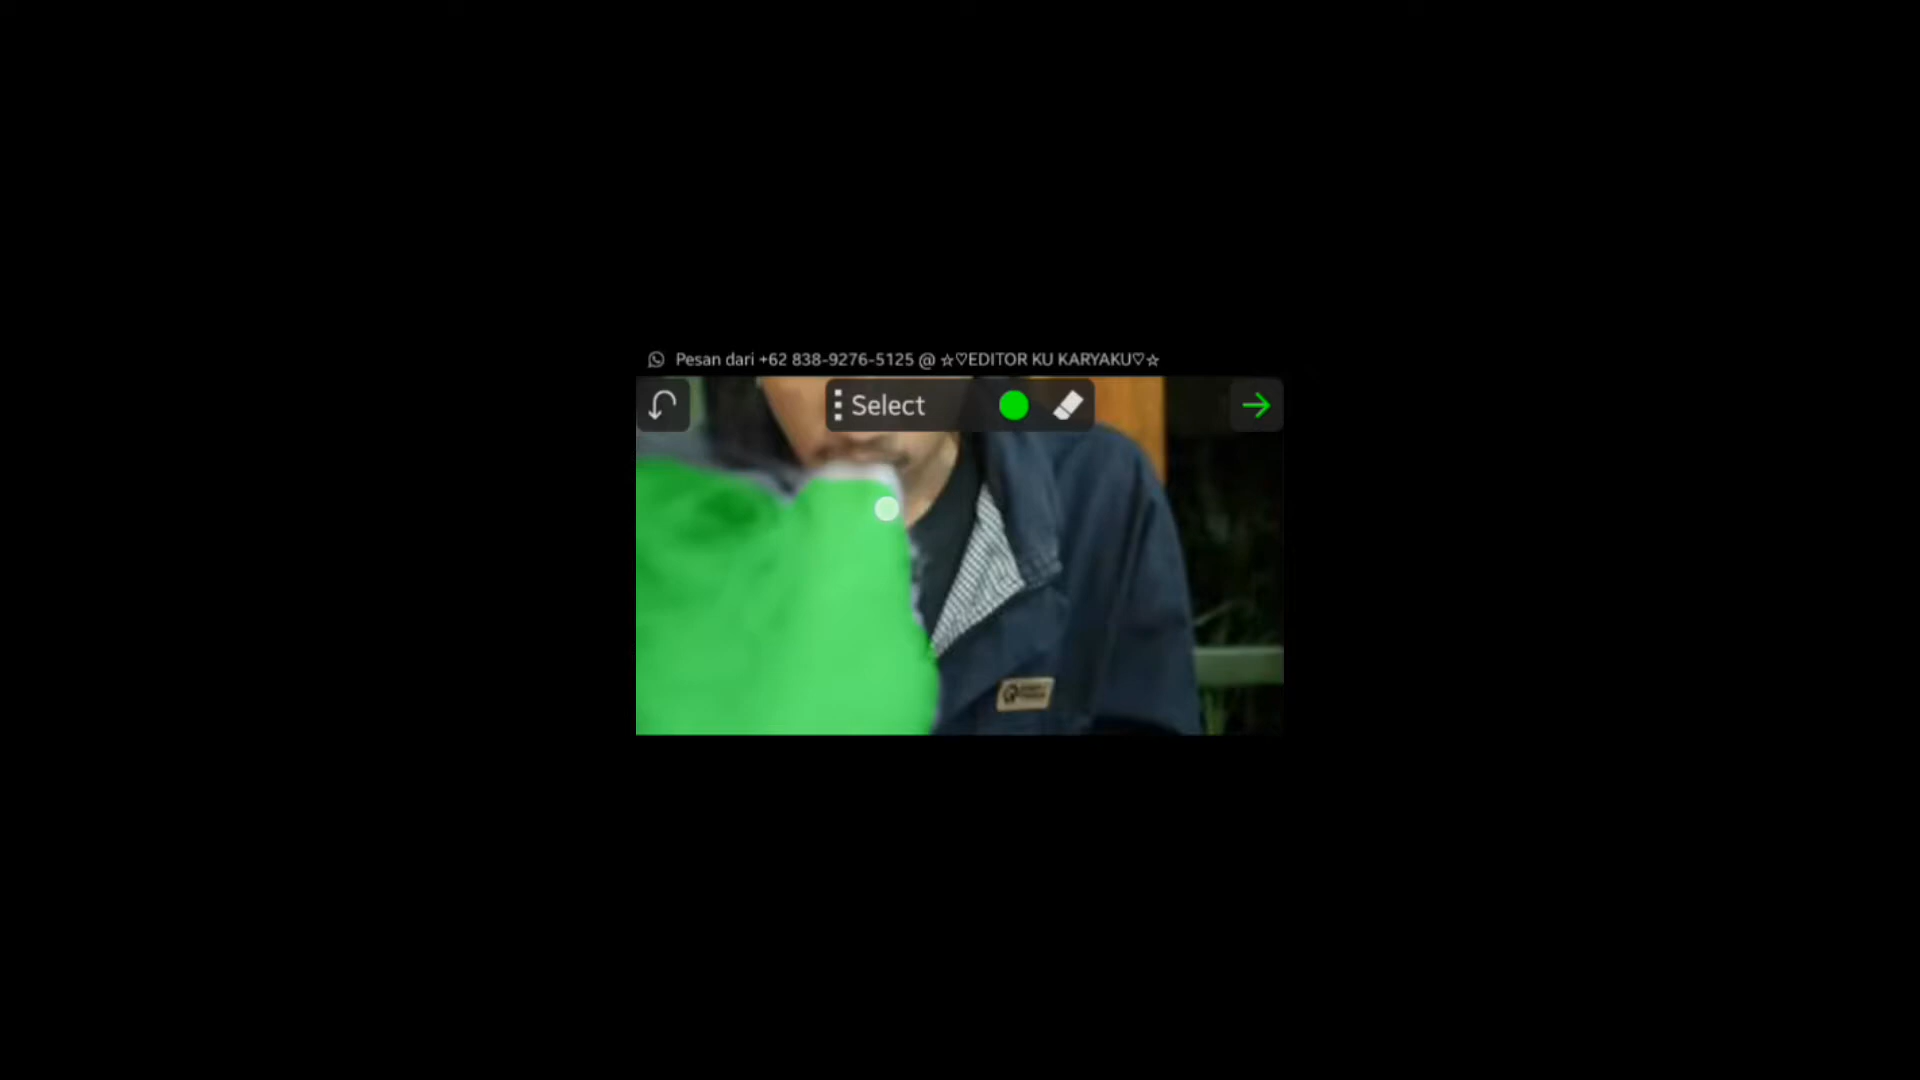 Pesan dari +62 838-9276-5125 @ ☆♡EDITOR KU KARYAKU♡☆
Select